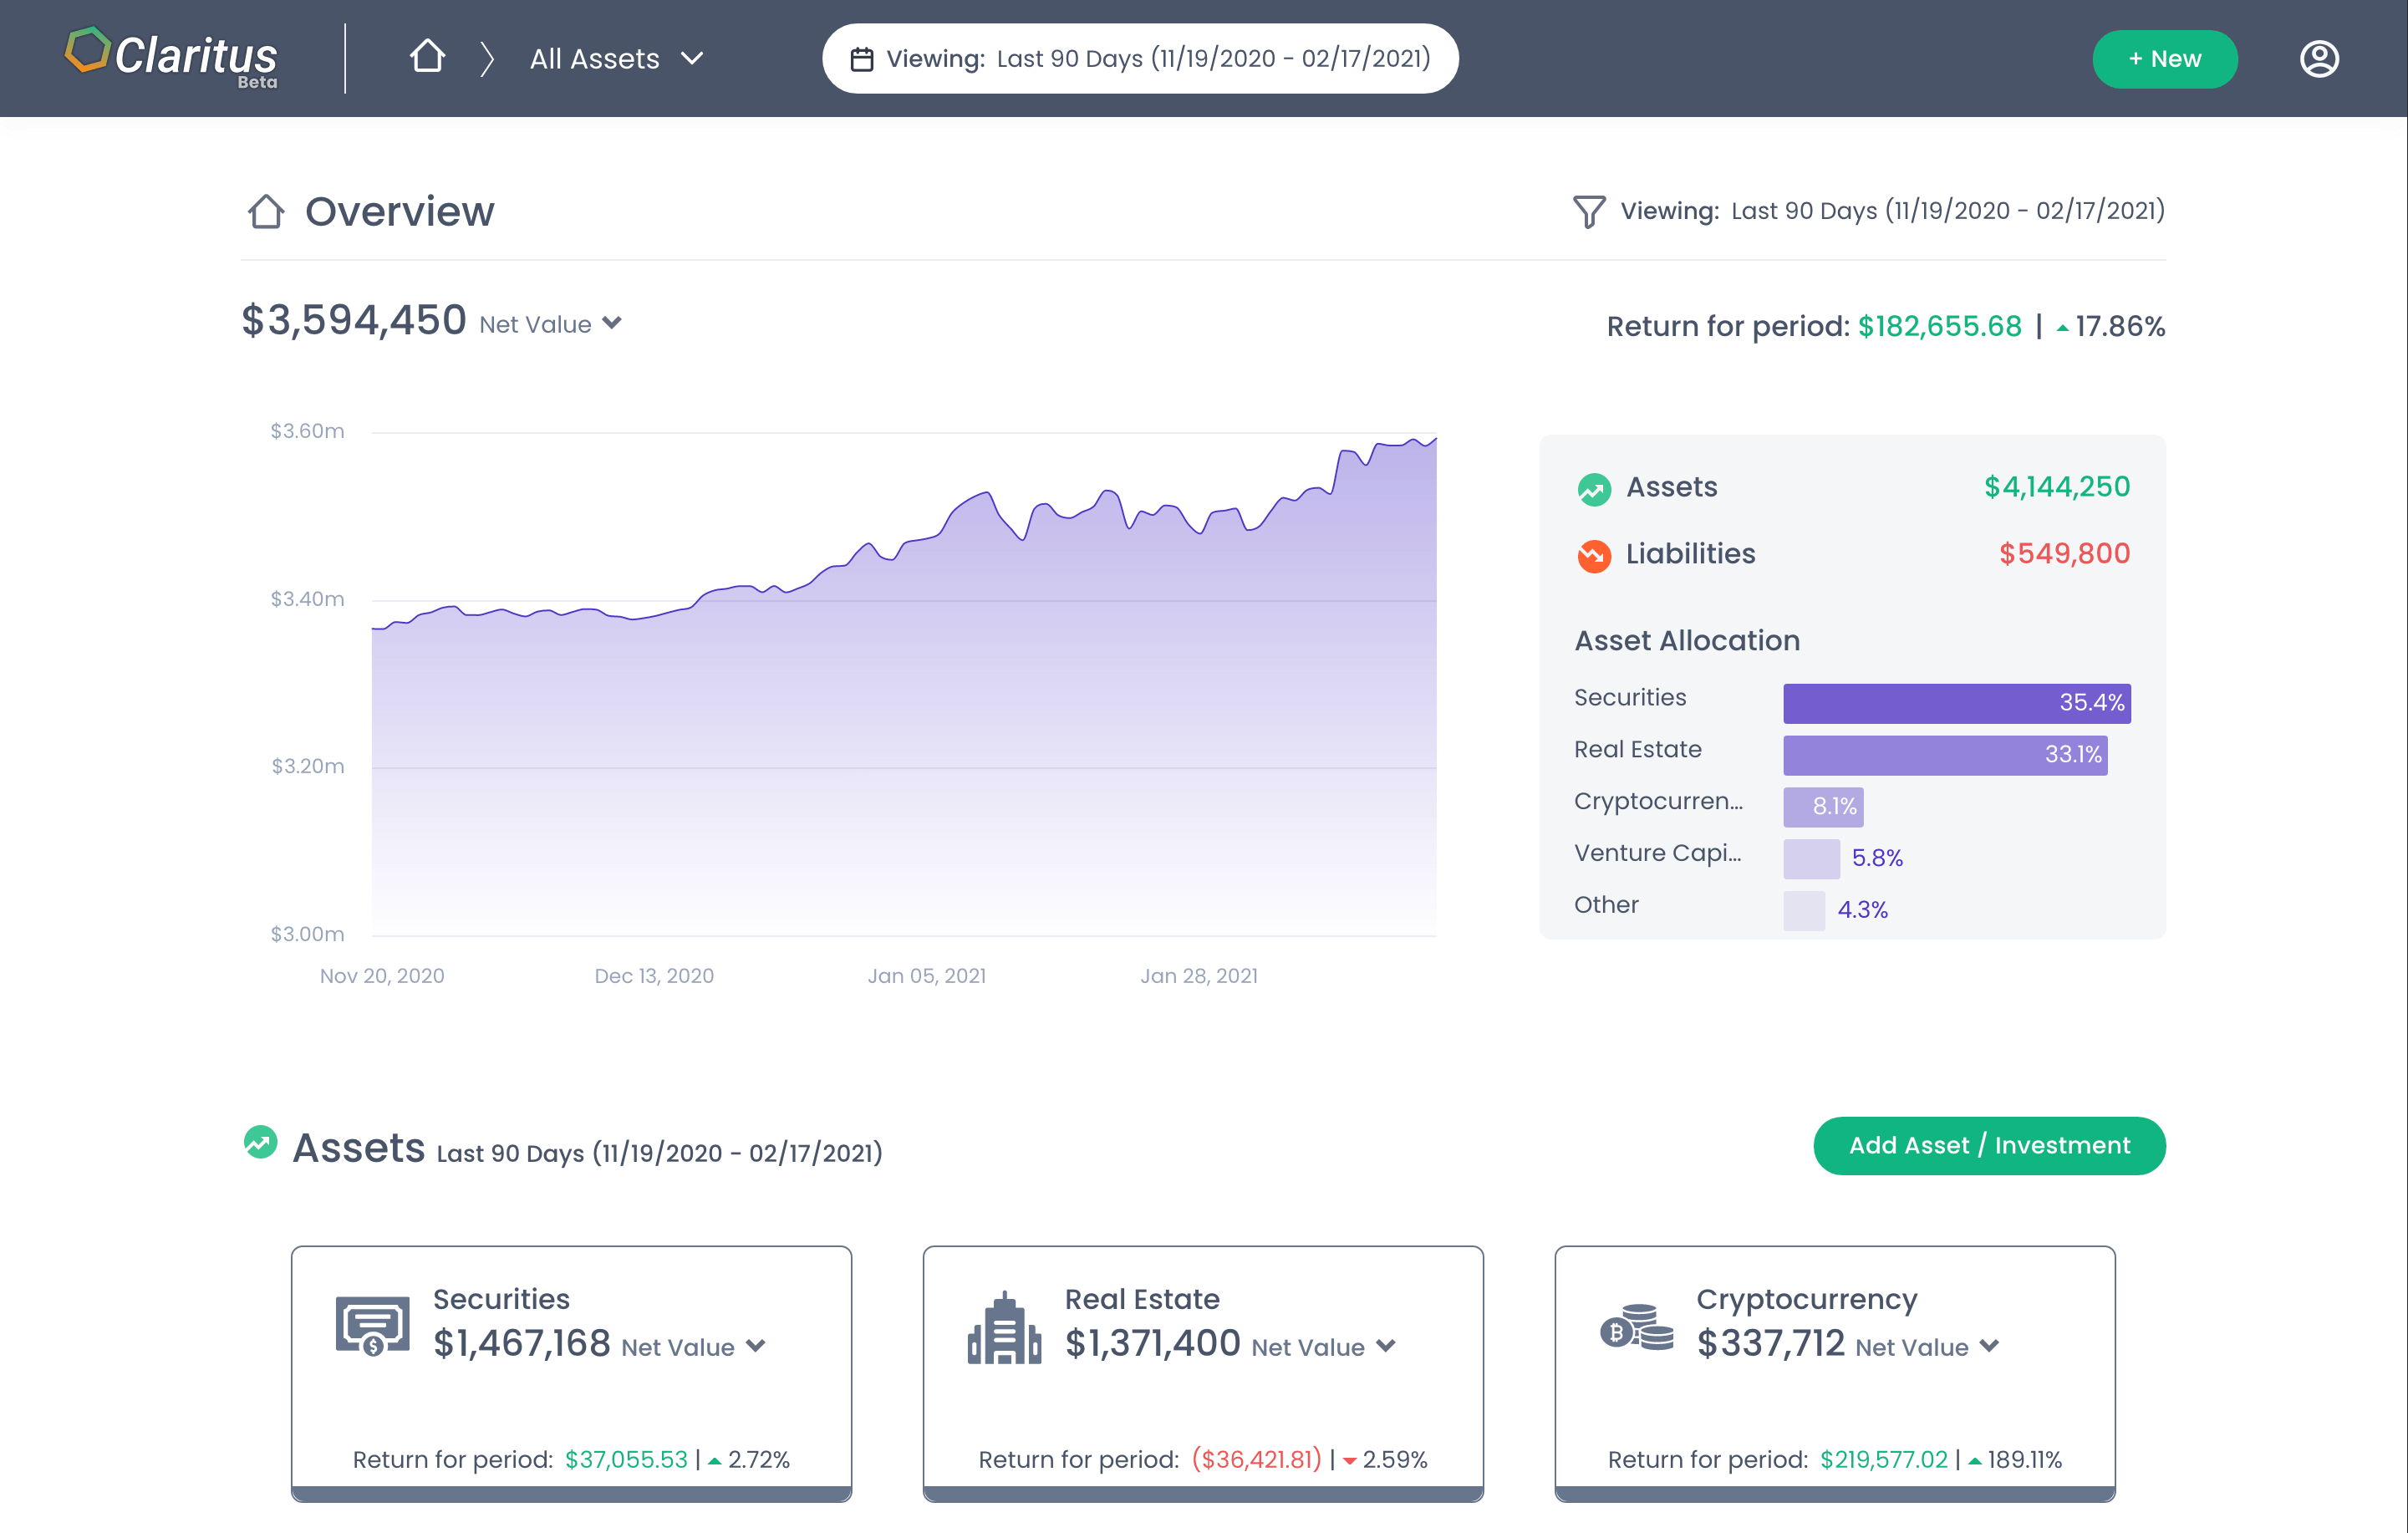 Claritus
Beta
All Assets
Viewing: Last 90 Days (11/19/2020 - 02/17/2021)
+ New
Overview
Viewing: Last 90 Days (11/19/2020 - 02/17/2021)
$3,594,450 Net Value
Return for period: $182,655.68 | 17.86%
$3.60m
$3.40m
$3.20m
$3.00m
Nov 20, 2020
Dec 13, 2020
Jan 05, 2021
Jan 28, 2021
Assets $4,144,250
Liabilities $549,800
Asset Allocation
Securities 35.4%
Real Estate 33.1%
Cryptocurren... 8.1%
Venture Capi... 5.8%
Other 4.3%
Assets Last 90 Days (11/19/2020 - 02/17/2021)
Add Asset / Investment
Securities
$1,467,168 Net Value
Return for period: $37,055.53 | 2.72%
Real Estate
$1,371,400 Net Value
Return for period: ($36,421.81) | 2.59%
Cryptocurrency
$337,712 Net Value
Return for period: $219,577.02 | 189.11%